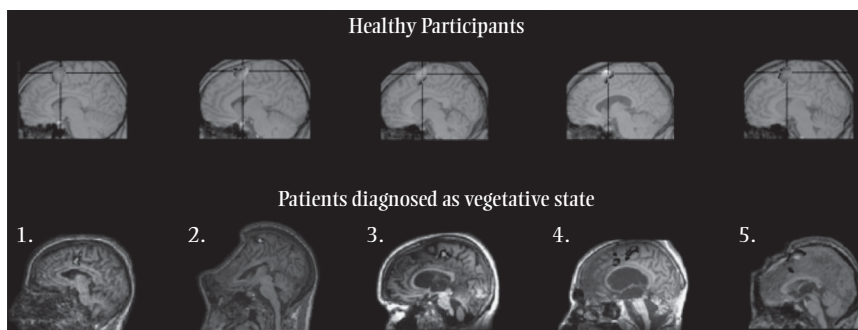 Healthy Participants
Patients diagnosed as vegetative state
1. 2. 3. 4. 5.